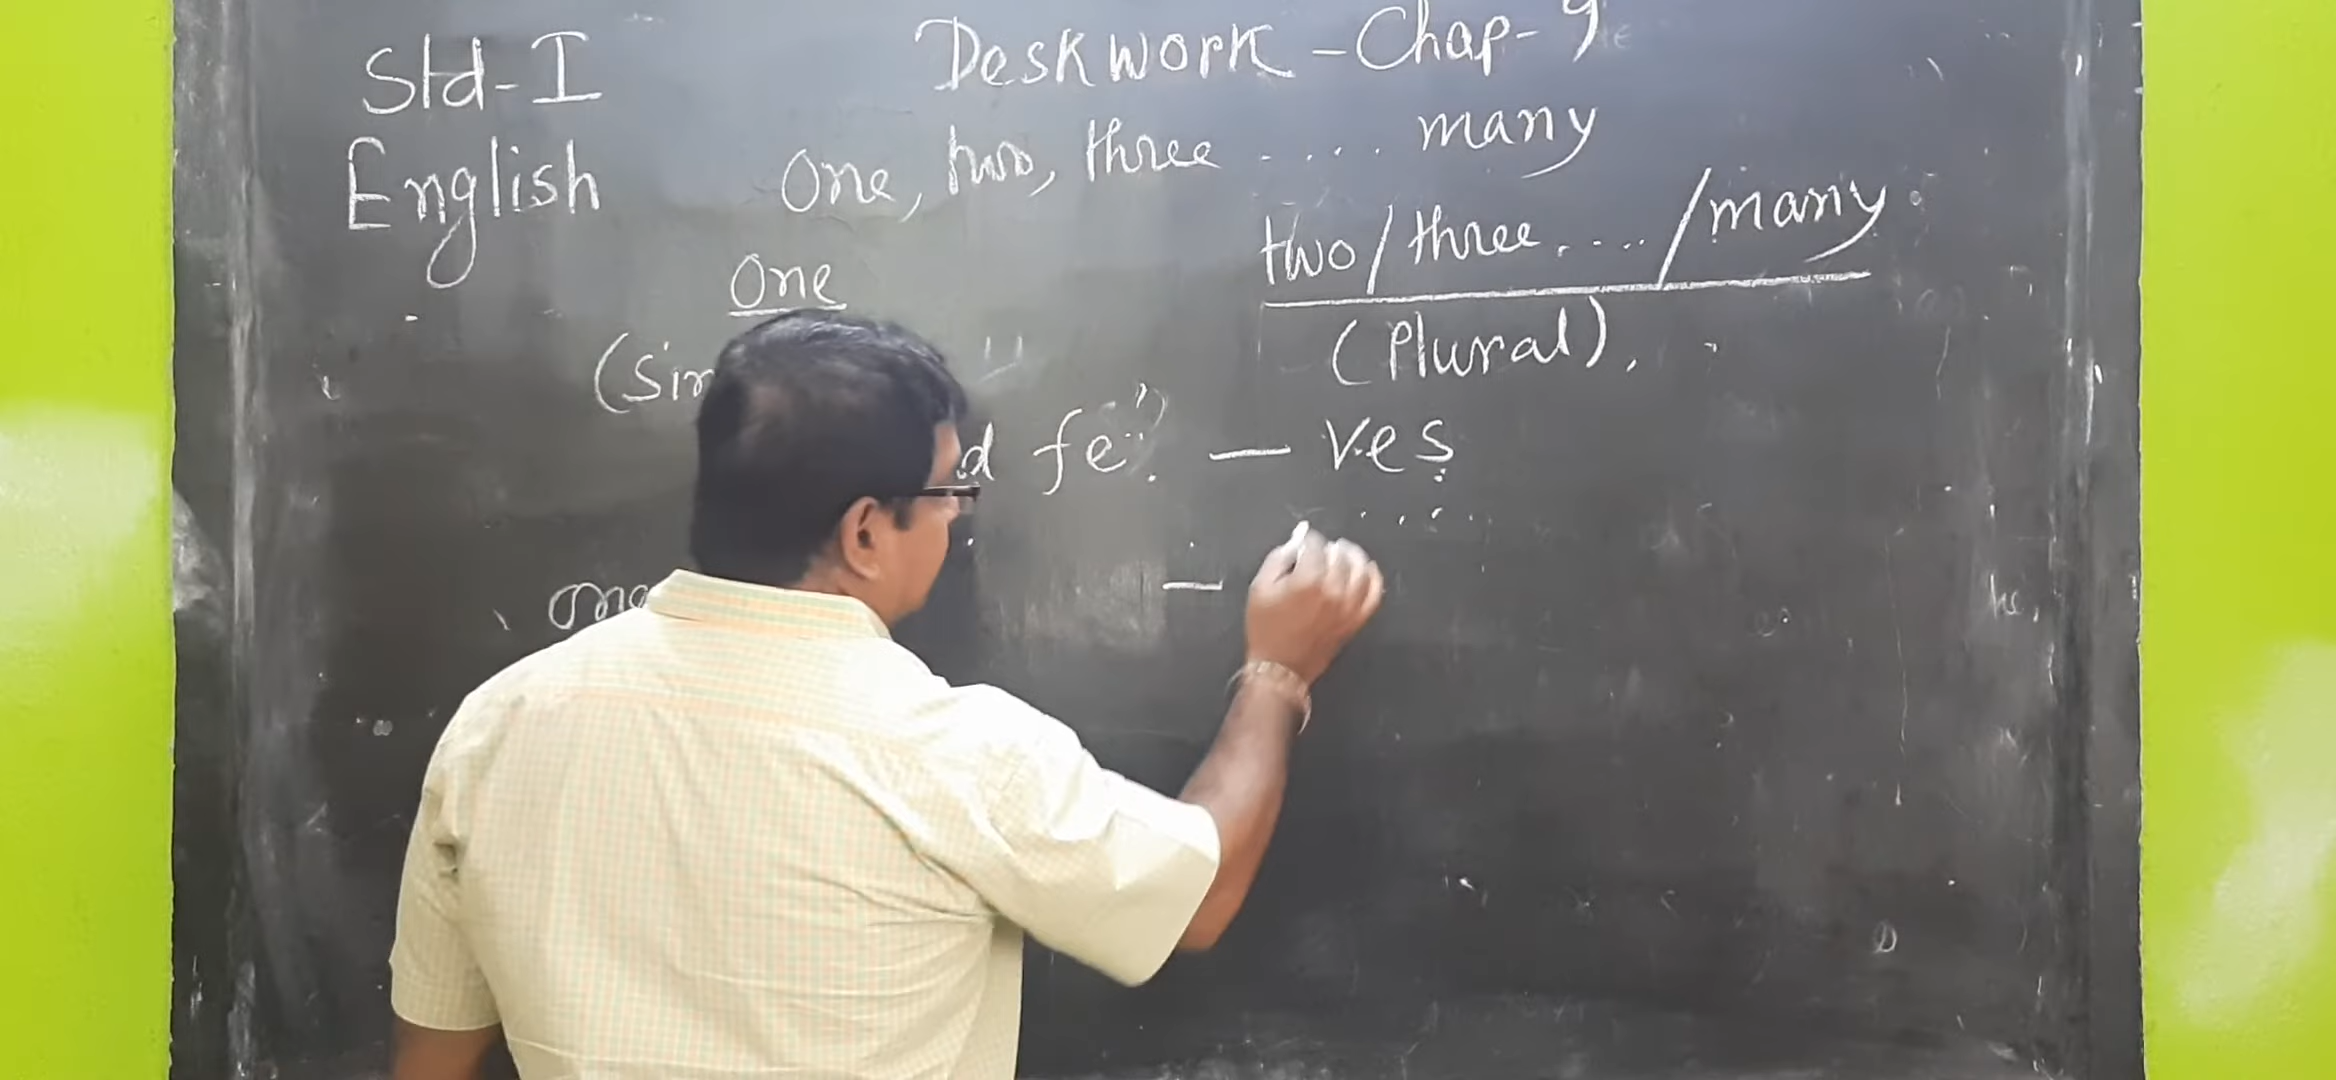 Std-I
Deskwork - Chap-9
English
One, two, three .... many
two/three..../many
One
(Plural),
fe" — ves